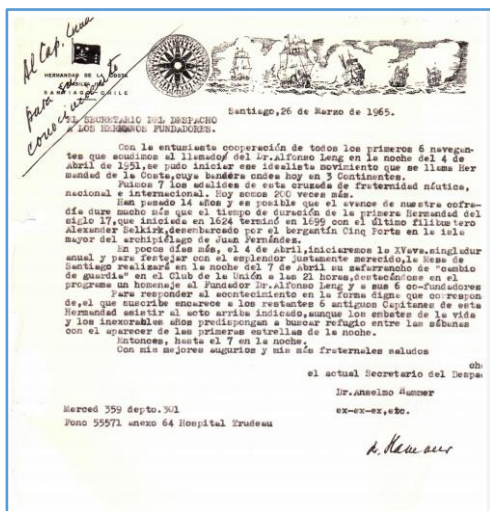 Al Cap. Luna
para su
conocimiento
HERMANDAD DE LA COSTA
SANTIAGO CHILE
Santiago, 26 de Marzo de 1965.
EL SECRETARIO DEL DESPACHO
A LOS HERMANOS FUNDADORES.
Con la entusiasta cooperación de todos los primeros 6 navegan-
tes que acudimos al llamado del Dr.Alfonso Leng en la noche del 4 de
Abril de 1951,se pudo iniciar ese idealista movimiento que se llama Her
mandad de la Costa,cuya bandera ondea hoy en 3 Continentes.
Fuimos 7 los adalides de esta cruzada de fraternidad náutica,
nacional e internacional. Hoy somos 200 veces más.
Han pasado 14 años y es posible que el avance de nuestra cofra-
día dure mucho más que el tiempo de duración de la primera Hermandad del
siglo 17,que iniciada en 1624 terminó en 1699 con el último filibustero
Alexander Selkirk,desembarcado por el bergantín Cinq Ports en la isla
mayor del archipiélago de Juan Fernández.
En pocos días más, el 4 de Abril,iniciaremos la XVava.singladur
anual y para festejar con el esplendor justamente merecido,la Mesa de
Santiago realizará en la noche del 7 de Abril su zafarrancho de "cambio
de guardia" en el Club de la Unión a las 21 horas,destacándose en el
programa un homenaje al Fundador Dr.Alfonso Leng y a sus 6 co-fundadores
Para responder al acontecimiento en la forma digna que correspon
de,el que suscribe encarece a los restantes 6 antiguos Capitanes de esta
Hermandad asistir al acto arriba indicado,aunque los embates de la vida
y los inexorables años predispongan a buscar refugio entre las sábanas
con el aparecer de las primeras estrellas de la noche.
Entonces, hasta el 7 en la noche.
Con mis mejores augurios y mis más fraternales saludos
el actual Secretario del Despac
Dr.Anselmo Hammer
ex-ex-ex,etc.
Merced 359 depto.301
Fono 55571 anexo 64 Hospital Trudeau
A. Hammer